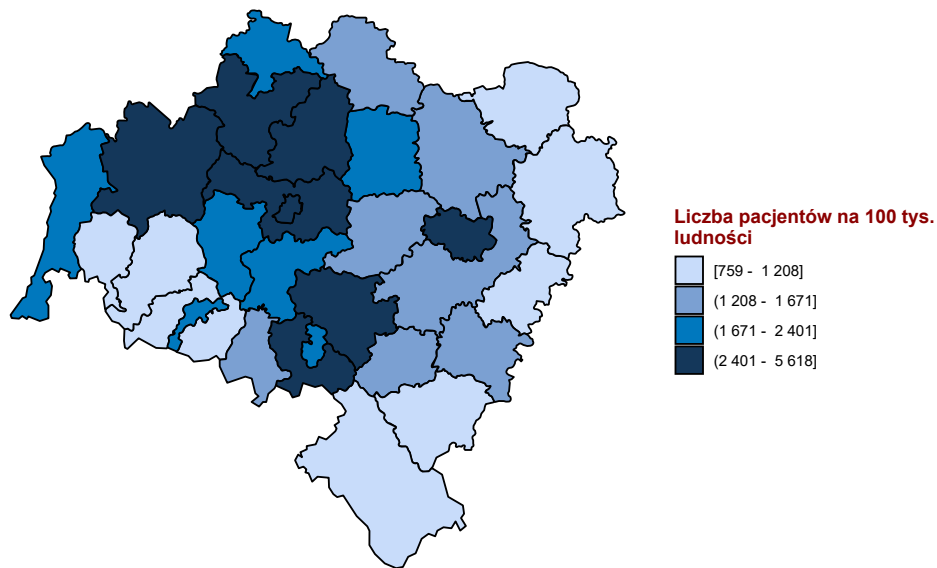 Liczba pacjentów na 100 tys.
ludności
[759 - 1 208]
(1 208 - 1 671]
(1 671 - 2 401]
(2 401 - 5 618]